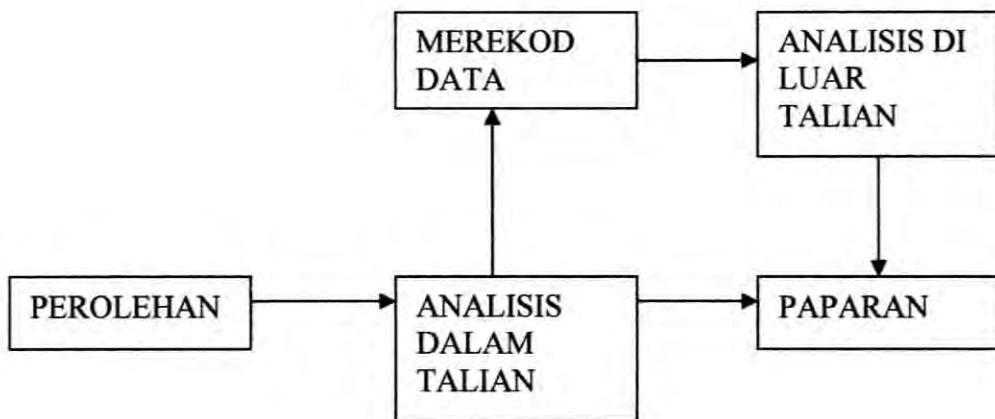 MEREKOD
DATA
ANALISIS DI
LUAR
TALIAN
PEROLEHAN
ANALISIS
DALAM
TALIAN
PAPARAN